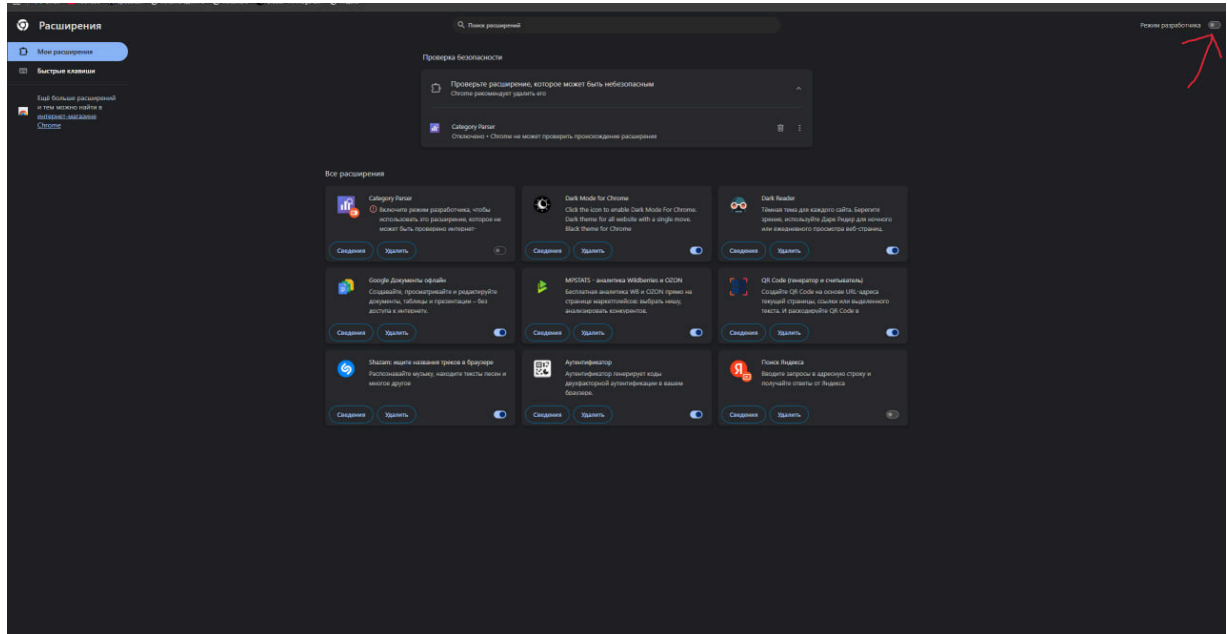 Расширения
Поиск расширений
Режим разработчика
Мои расширения
Быстрые клавиши
Ещё больше расширений
и тем можно найти в
интернет-магазине
Chrome
Проверка безопасности
Проверьте расширение, которое может быть небезопасным
Chrome рекомендует удалить его
Category Parser
Отключено • Chrome не может проверить происхождение расширения
Все расширения
Category Parser
Включите режим разработчика, чтобы
использовать это расширение, которое не
может быть проверено интернет-
Сведения Удалить
Dark Mode for Chrome
Click the icon to enable Dark Mode For Chrome.
Dark theme for all website with a single move.
Black theme for Chrome
Сведения Удалить
Dark Reader
Тёмная тема для каждого сайта. Берегите
зрение, используйте Дарк Ридер для ночного
или ежедневного просмотра веб-страниц.
Сведения Удалить
Google Документы офлайн
Создавайте, просматривайте и редактируйте
документы, таблицы и презентации – без
доступа к интернету.
Сведения Удалить
MPSTATS - аналитика Wildberries и OZON
Бесплатная аналитика WB и OZON прямо на
странице маркетплейсов: выбрать нишу,
анализировать конкурентов.
Сведения Удалить
QR Code (генератор и считыватель)
Создайте QR Code на основе URL-адреса
текущей страницы, ссылки или выделенного
текста. И раскодируйте QR Code в
Сведения Удалить
Shazam: ищите названия треков в браузере
Распознавайте музыку, находите тексты песен и
многое другое
Сведения Удалить
Аутентификатор
Аутентификатор генерирует коды
двухфакторной аутентификации в вашем
браузере.
Сведения Удалить
Поиск Яндекса
Вводите запросы в адресную строку и
получайте ответы от Яндекса
Сведения Удалить